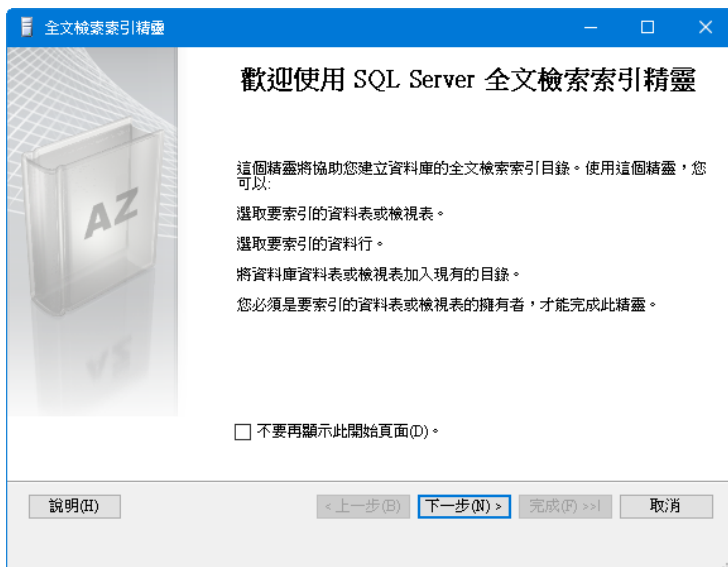 全文檢索索引精靈
歡迎使用 SQL Server 全文檢索索引精靈
這個精靈將協助您建立資料庫的全文檢索索引目錄。使用這個精靈，您
可以:
選取要索引的資料表或檢視表。
選取要索引的資料行。
將資料庫資料表或檢視表加入現有的目錄。
您必須是要索引的資料表或檢視表的擁有者，才能完成此精靈。
AZ
不要再顯示此開始頁面(D)。
說明(H) < 上一步(B) 下一步(N) > 完成(F) >>| 取消